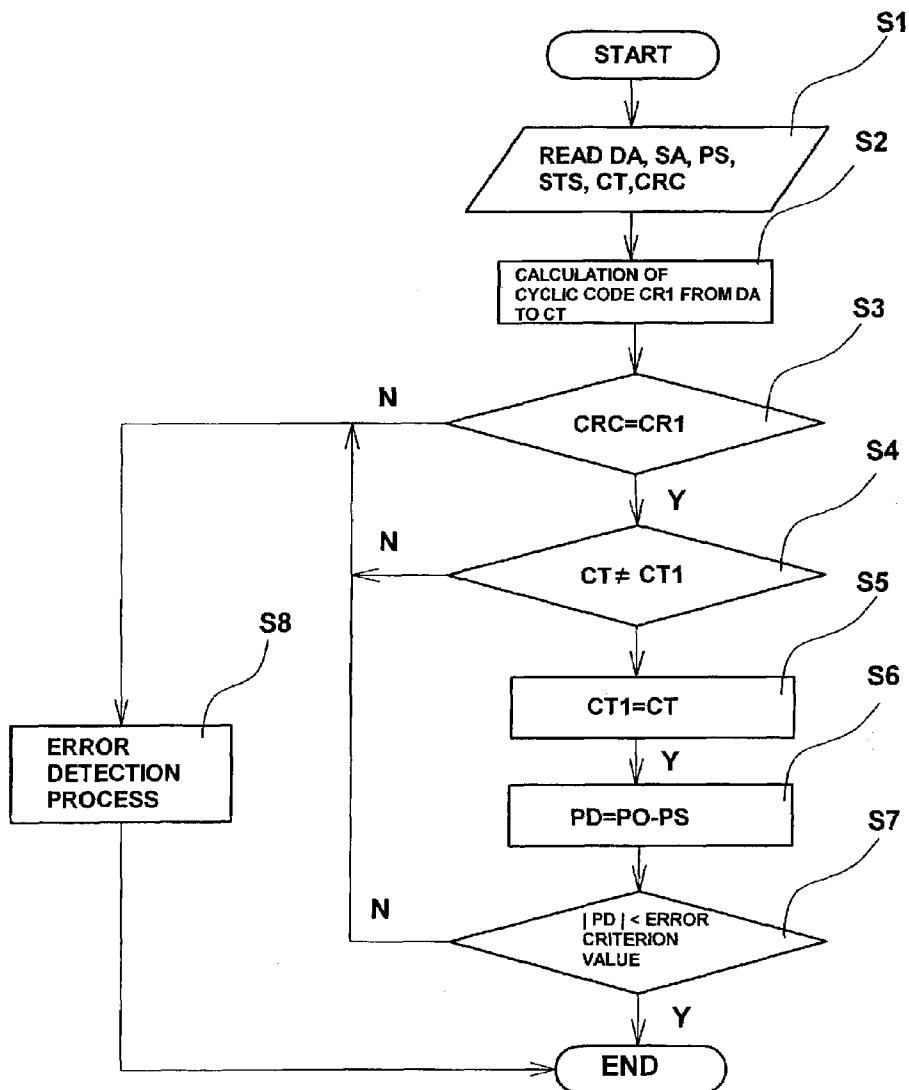 S1
START
READ DA, SA, PS,
STS, CT,CRC
S2
CALCULATION OF
CYCLIC CODE CR1 FROM DA
TO CT
S3
N
CRC=CR1
S4
Y
N
CT ≠ CT1
S5
S8
CT1=CT
S6
ERROR
DETECTION
PROCESS
Y
PD=PO-PS
S7
N
| PD | < ERROR
CRITERION
VALUE
Y
END